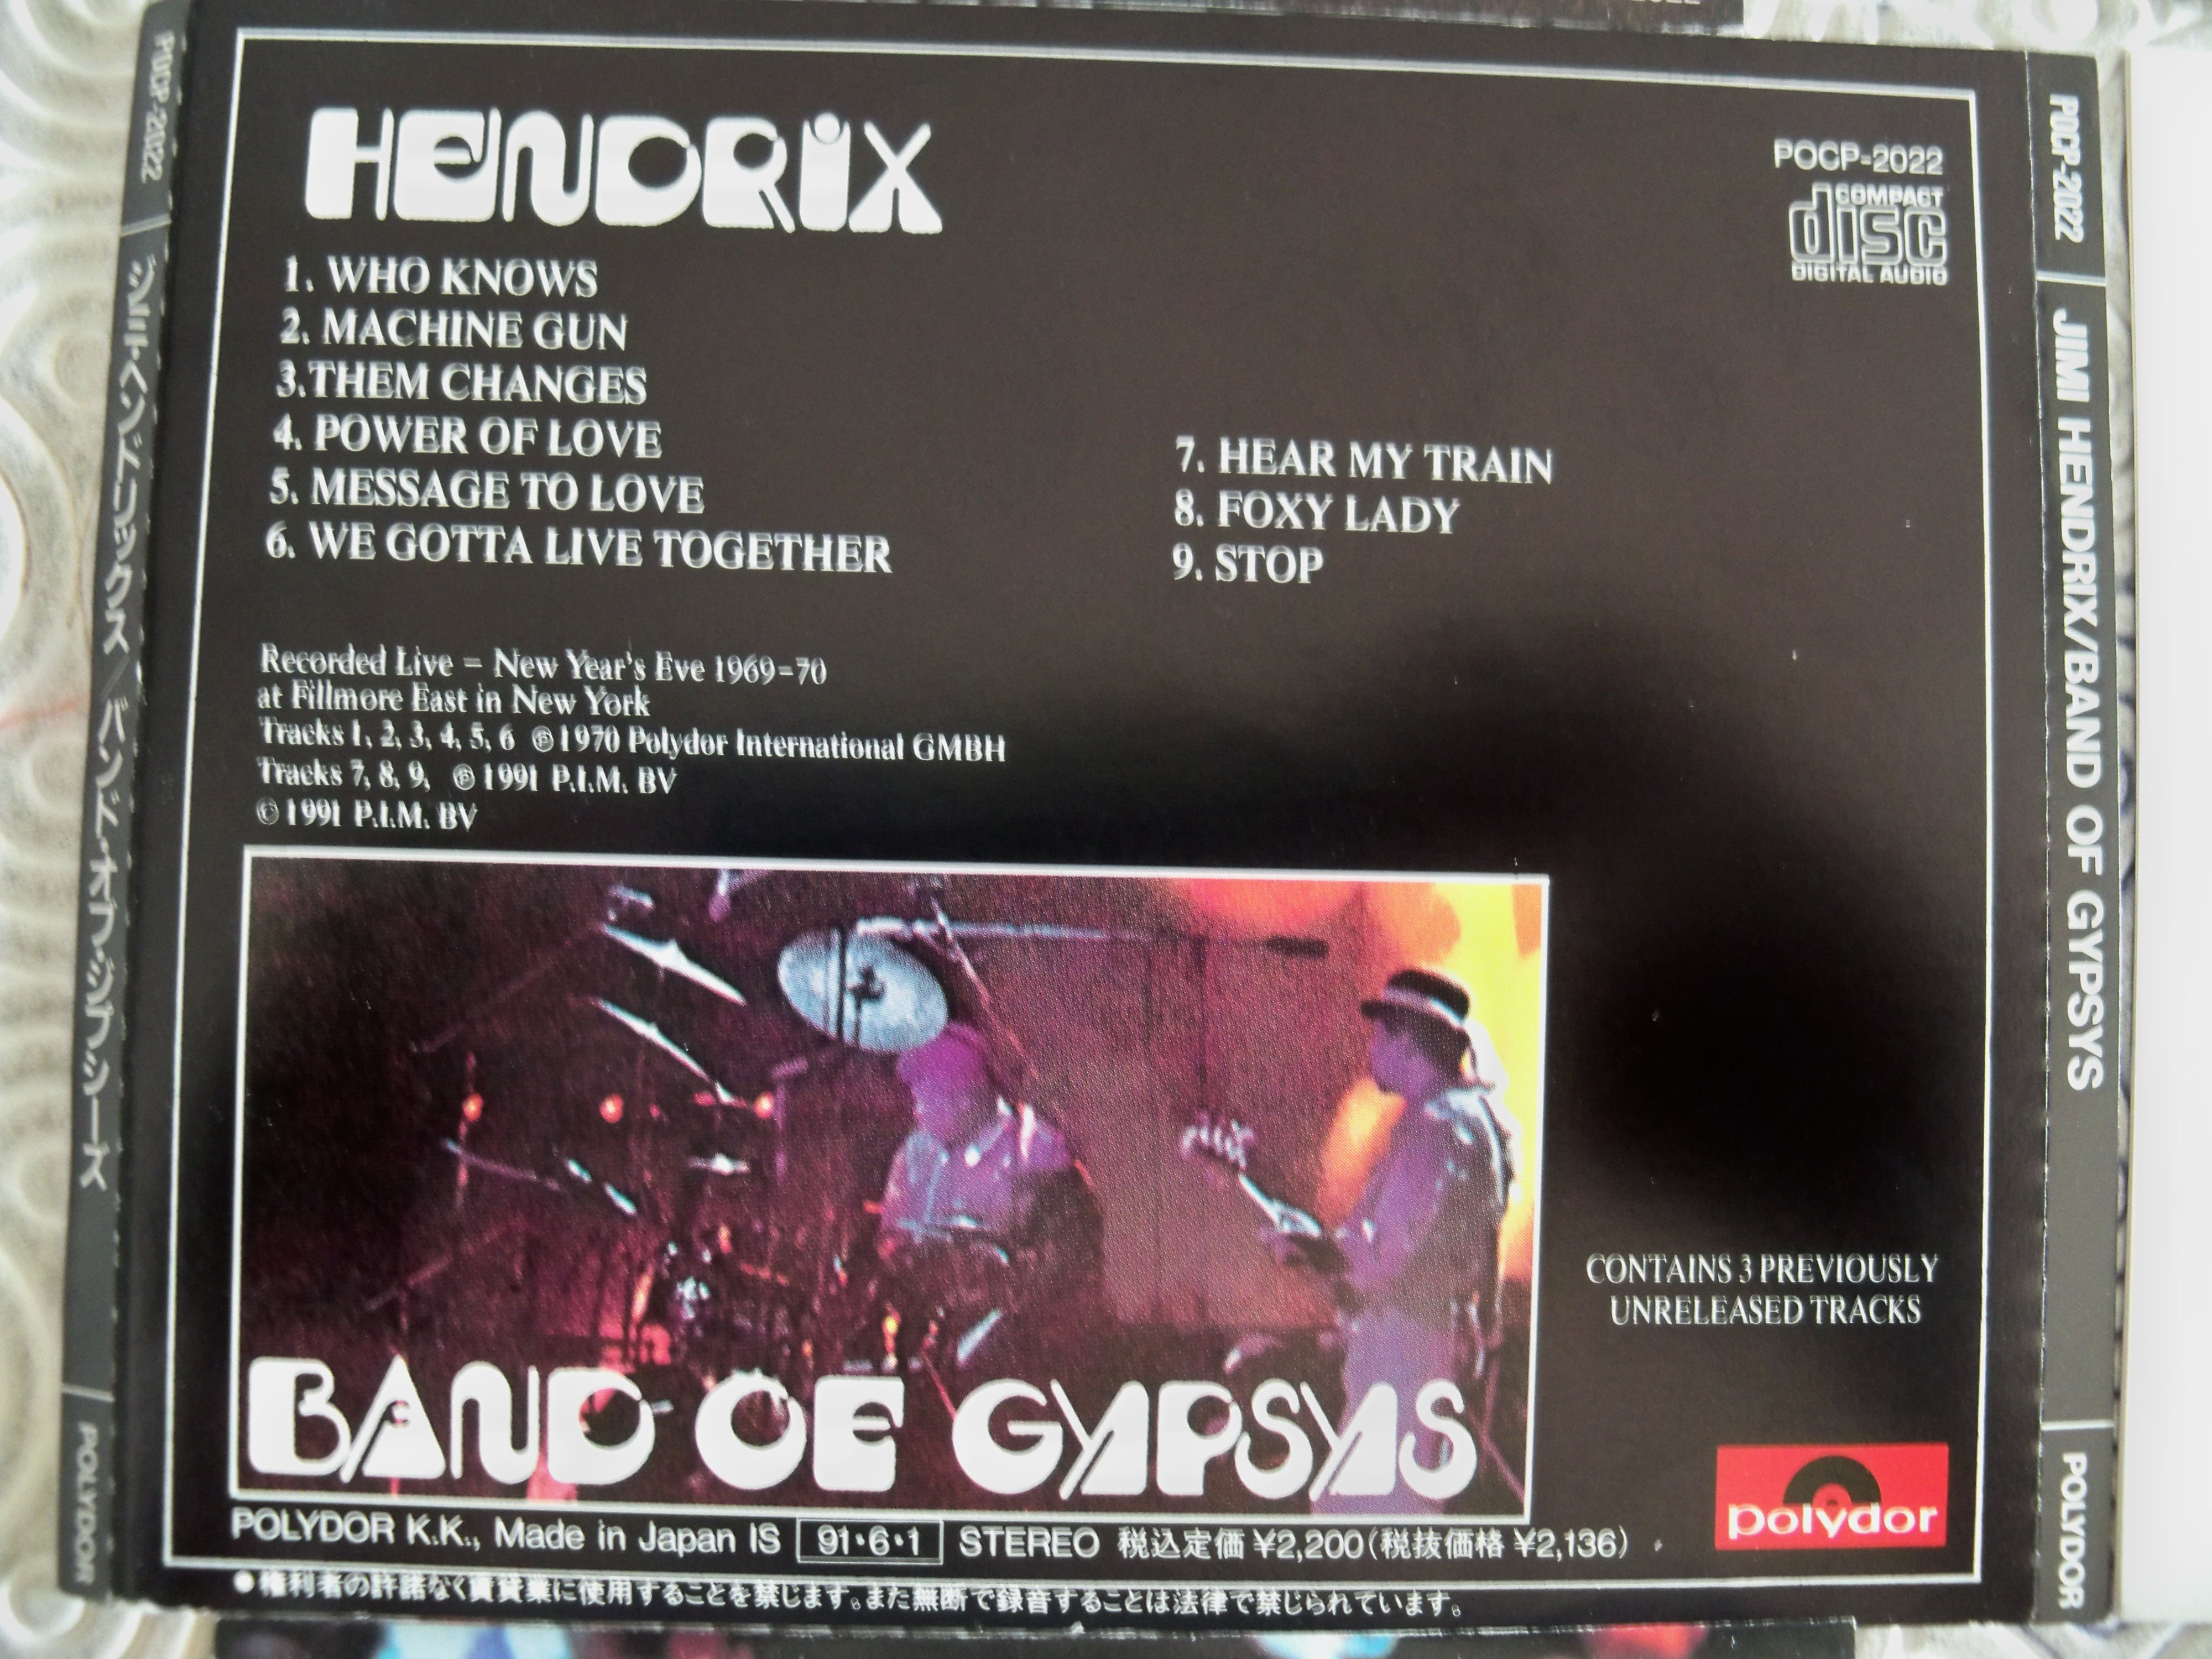 HENDRIX
POCP-2022
COMPACT
disc
DIGITAL AUDIO
1. WHO KNOWS
2. MACHINE GUN
3.THEM CHANGES
4. POWER OF LOVE
5. MESSAGE TO LOVE
6. WE GOTTA LIVE TOGETHER
7. HEAR MY TRAIN
8. FOXY LADY
9. STOP
Recorded Live – New Year's Eve 1969=70
at Fillmore East in New York
Tracks 1, 2, 3, 4, 5, 6 ℗1970 Polydor International GMBH
Tracks 7, 8, 9, ℗ 1991 P.I.M. BV
© 1991 P.I.M. BV
CONTAINS 3 PREVIOUSLY
UNRELEASED TRACKS
BAND OF GYPSYS
polydor
POLYDOR K.K., Made in Japan IS 91・6・1 STEREO 税込定価 ¥2,200(税抜価格 ¥2,136)
●権利者の許諾なく賃貸業に使用することを禁じます。また無断で録音することは法律で禁じられています。
POCP-2022
ジミ・ヘンドリックス/バンド・オブ・ジプシーズ
POLYDOR
POCP-2022
JIMI HENDRIX/BAND OF GYPSYS
POLYDOR